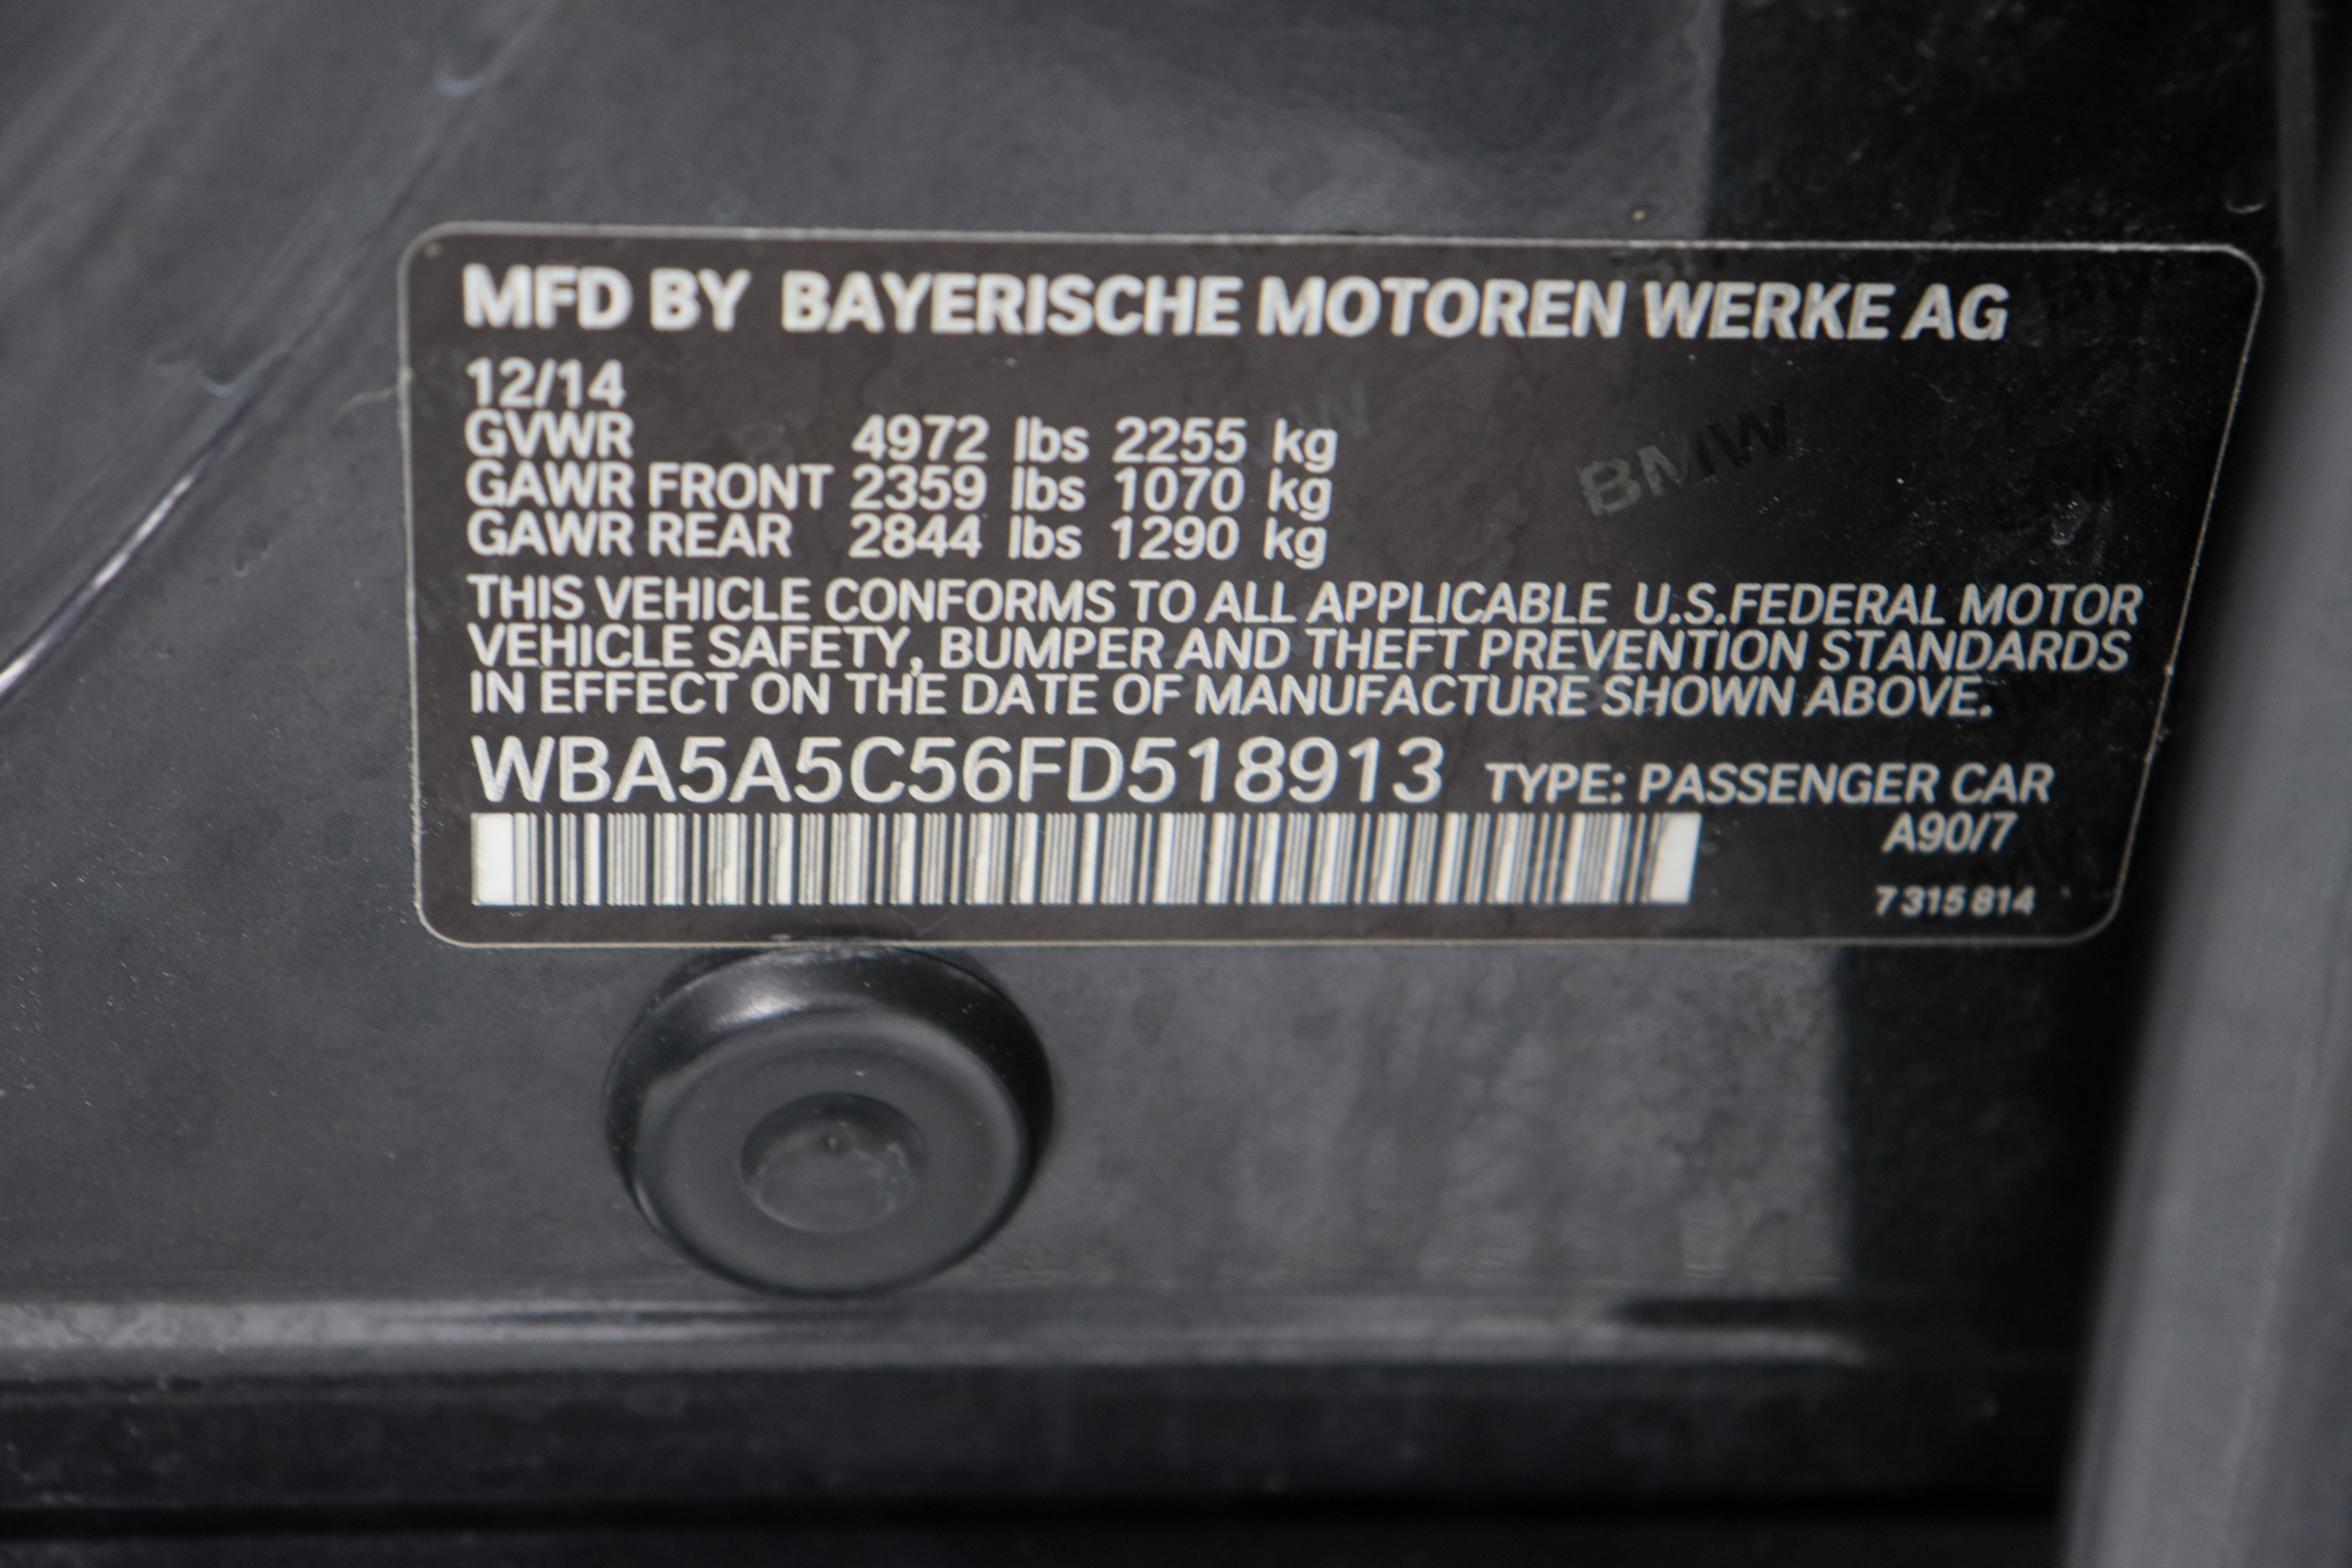 MFD BY BAYERISCHE MOTOREN WERKE AG
12/14
GVWR 4972 lbs 2255 kg
GAWR FRONT 2359 lbs 1070 kg
GAWR REAR 2844 lbs 1290 kg
BMW
THIS VEHICLE CONFORMS TO ALL APPLICABLE U.S.FEDERAL MOTOR
VEHICLE SAFETY, BUMPER AND THEFT PREVENTION STANDARDS
IN EFFECT ON THE DATE OF MANUFACTURE SHOWN ABOVE.
WBA5A5C56FD518913 TYPE: PASSENGER CAR
A90/7
7 315 814